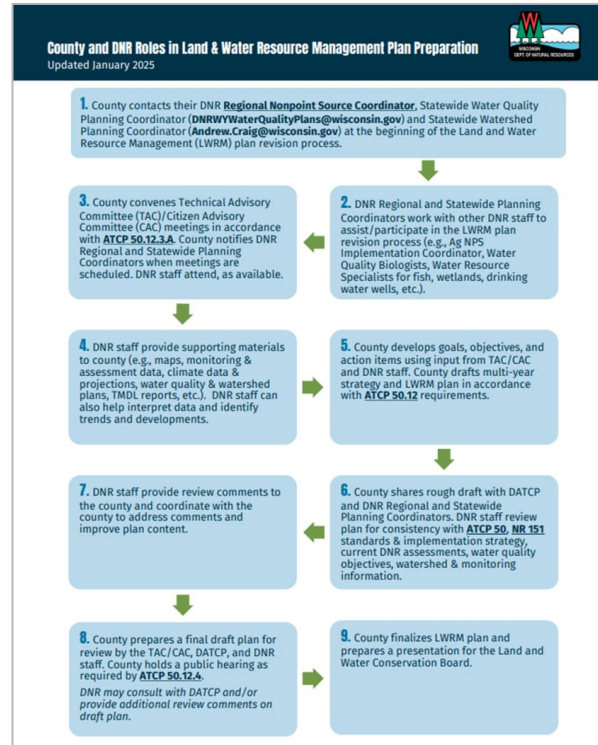 County and DNR Roles in Land & Water Resource Management Plan Preparation
Updated January 2025
WISCONSIN
DEPT. OF NATURAL RESOURCES
1. County contacts their DNR Regional Nonpoint Source Coordinator, Statewide Water Quality
Planning Coordinator (DNRWYWaterQualityPlans@wisconsin.gov) and Statewide Watershed
Planning Coordinator (Andrew.Craig@wisconsin.gov) at the beginning of the Land and Water
Resource Management (LWRM) plan revision process.
2. DNR Regional and Statewide Planning
Coordinators work with other DNR staff to
assist/participate in the LWRM plan
revision process (e.g., Ag NPS
Implementation Coordinator, Water
Quality Biologists, Water Resource
Specialists for fish, wetlands, drinking
water wells, etc.).
3. County convenes Technical Advisory
Committee (TAC)/Citizen Advisory
Committee (CAC) meetings in accordance
with ATCP 50.12.3.A. County notifies DNR
Regional and Statewide Planning
Coordinators when meetings are
scheduled. DNR staff attend, as available.
4. DNR staff provide supporting materials
to county (e.g., maps, monitoring &
assessment data, climate data &
projections, water quality & watershed
plans, TMDL reports, etc.). DNR staff can
also help interpret data and identify
trends and developments.
5. County develops goals, objectives, and
action items using input from TAC/CAC
and DNR staff. County drafts multi-year
strategy and LWRM plan in accordance
with ATCP 50.12 requirements.
6. County shares rough draft with DATCP
and DNR Regional and Statewide
Planning Coordinators. DNR staff review
plan for consistency with ATCP 50, NR 151
standards & implementation strategy,
current DNR assessments, water quality
objectives, watershed & monitoring
information.
7. DNR staff provide review comments to
the county and coordinate with the
county to address comments and
improve plan content.
8. County prepares a final draft plan for
review by the TAC/CAC, DATCP, and DNR
staff. County holds a public hearing as
required by ATCP 50.12.4.
DNR may consult with DATCP and/or
provide additional review comments on
draft plan.
9. County finalizes LWRM plan and
prepares a presentation for the Land and
Water Conservation Board.